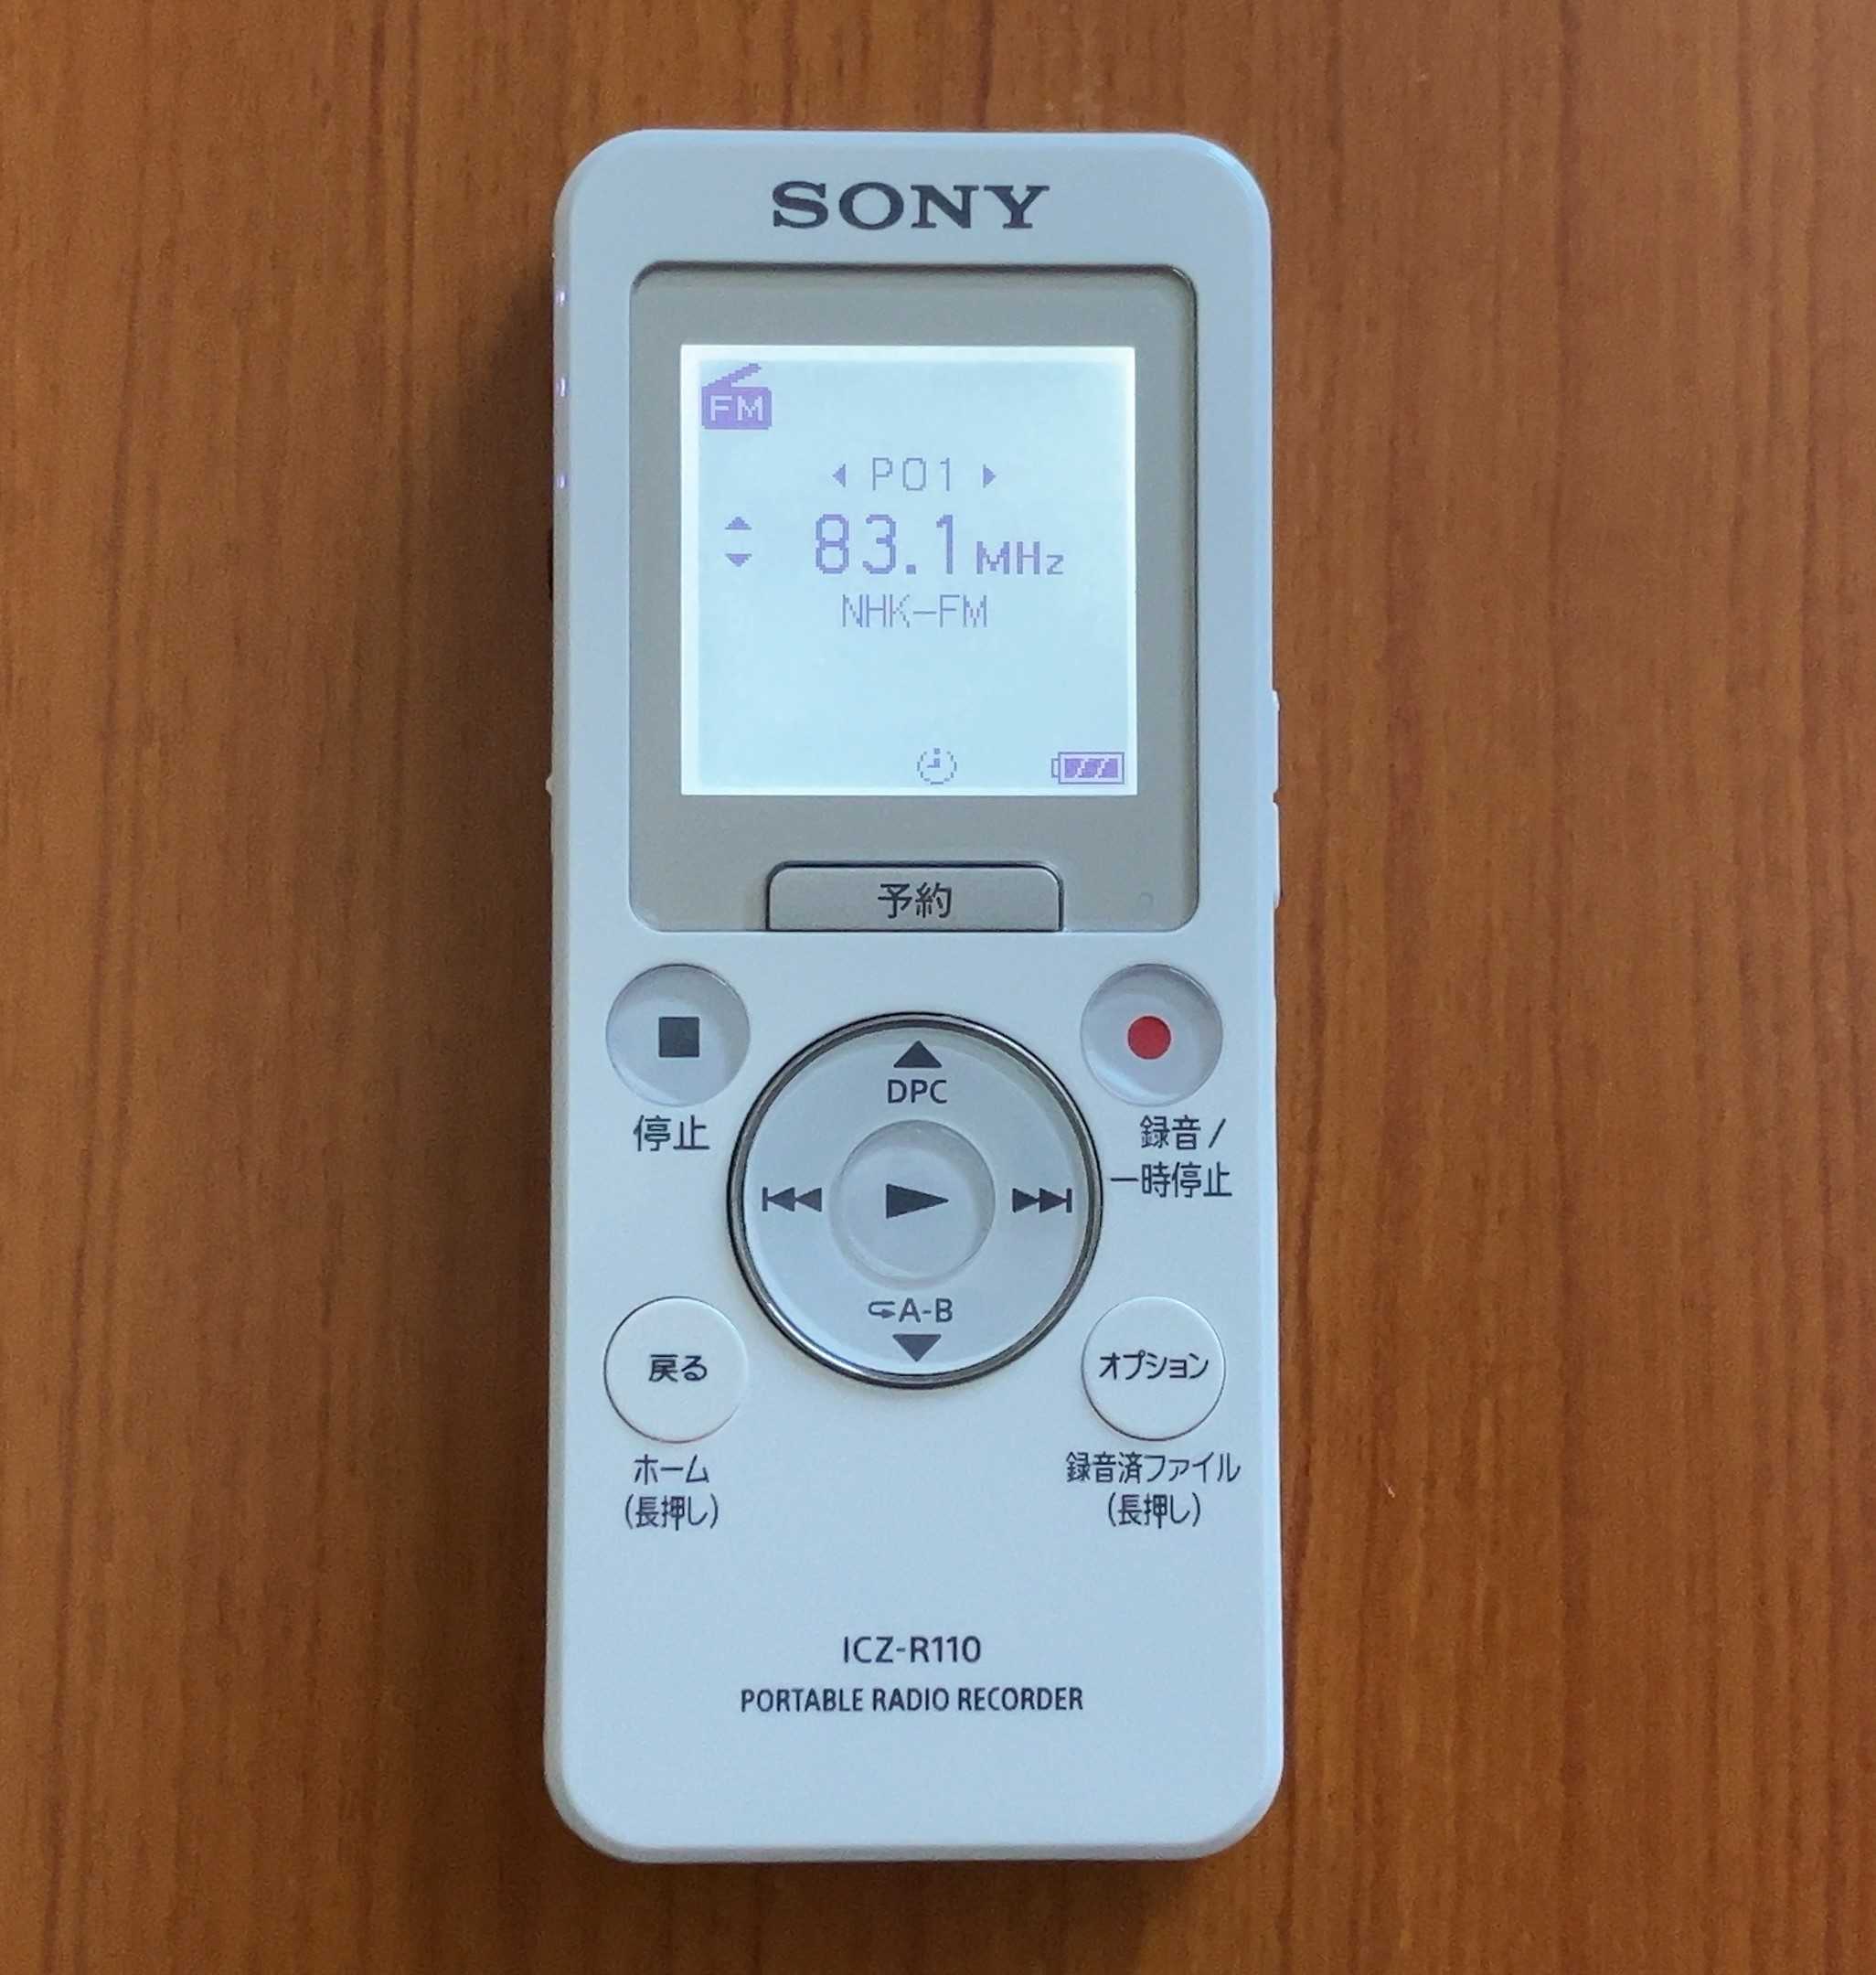 SONY
FM
P01
83.1 MHz
NHK-FM
予約
停止
録音/
一時停止
DPC
A-B
戻る
オプション
ホーム
(長押し)
録音済ファイル
(長押し)
ICZ-R110
PORTABLE RADIO RECORDER